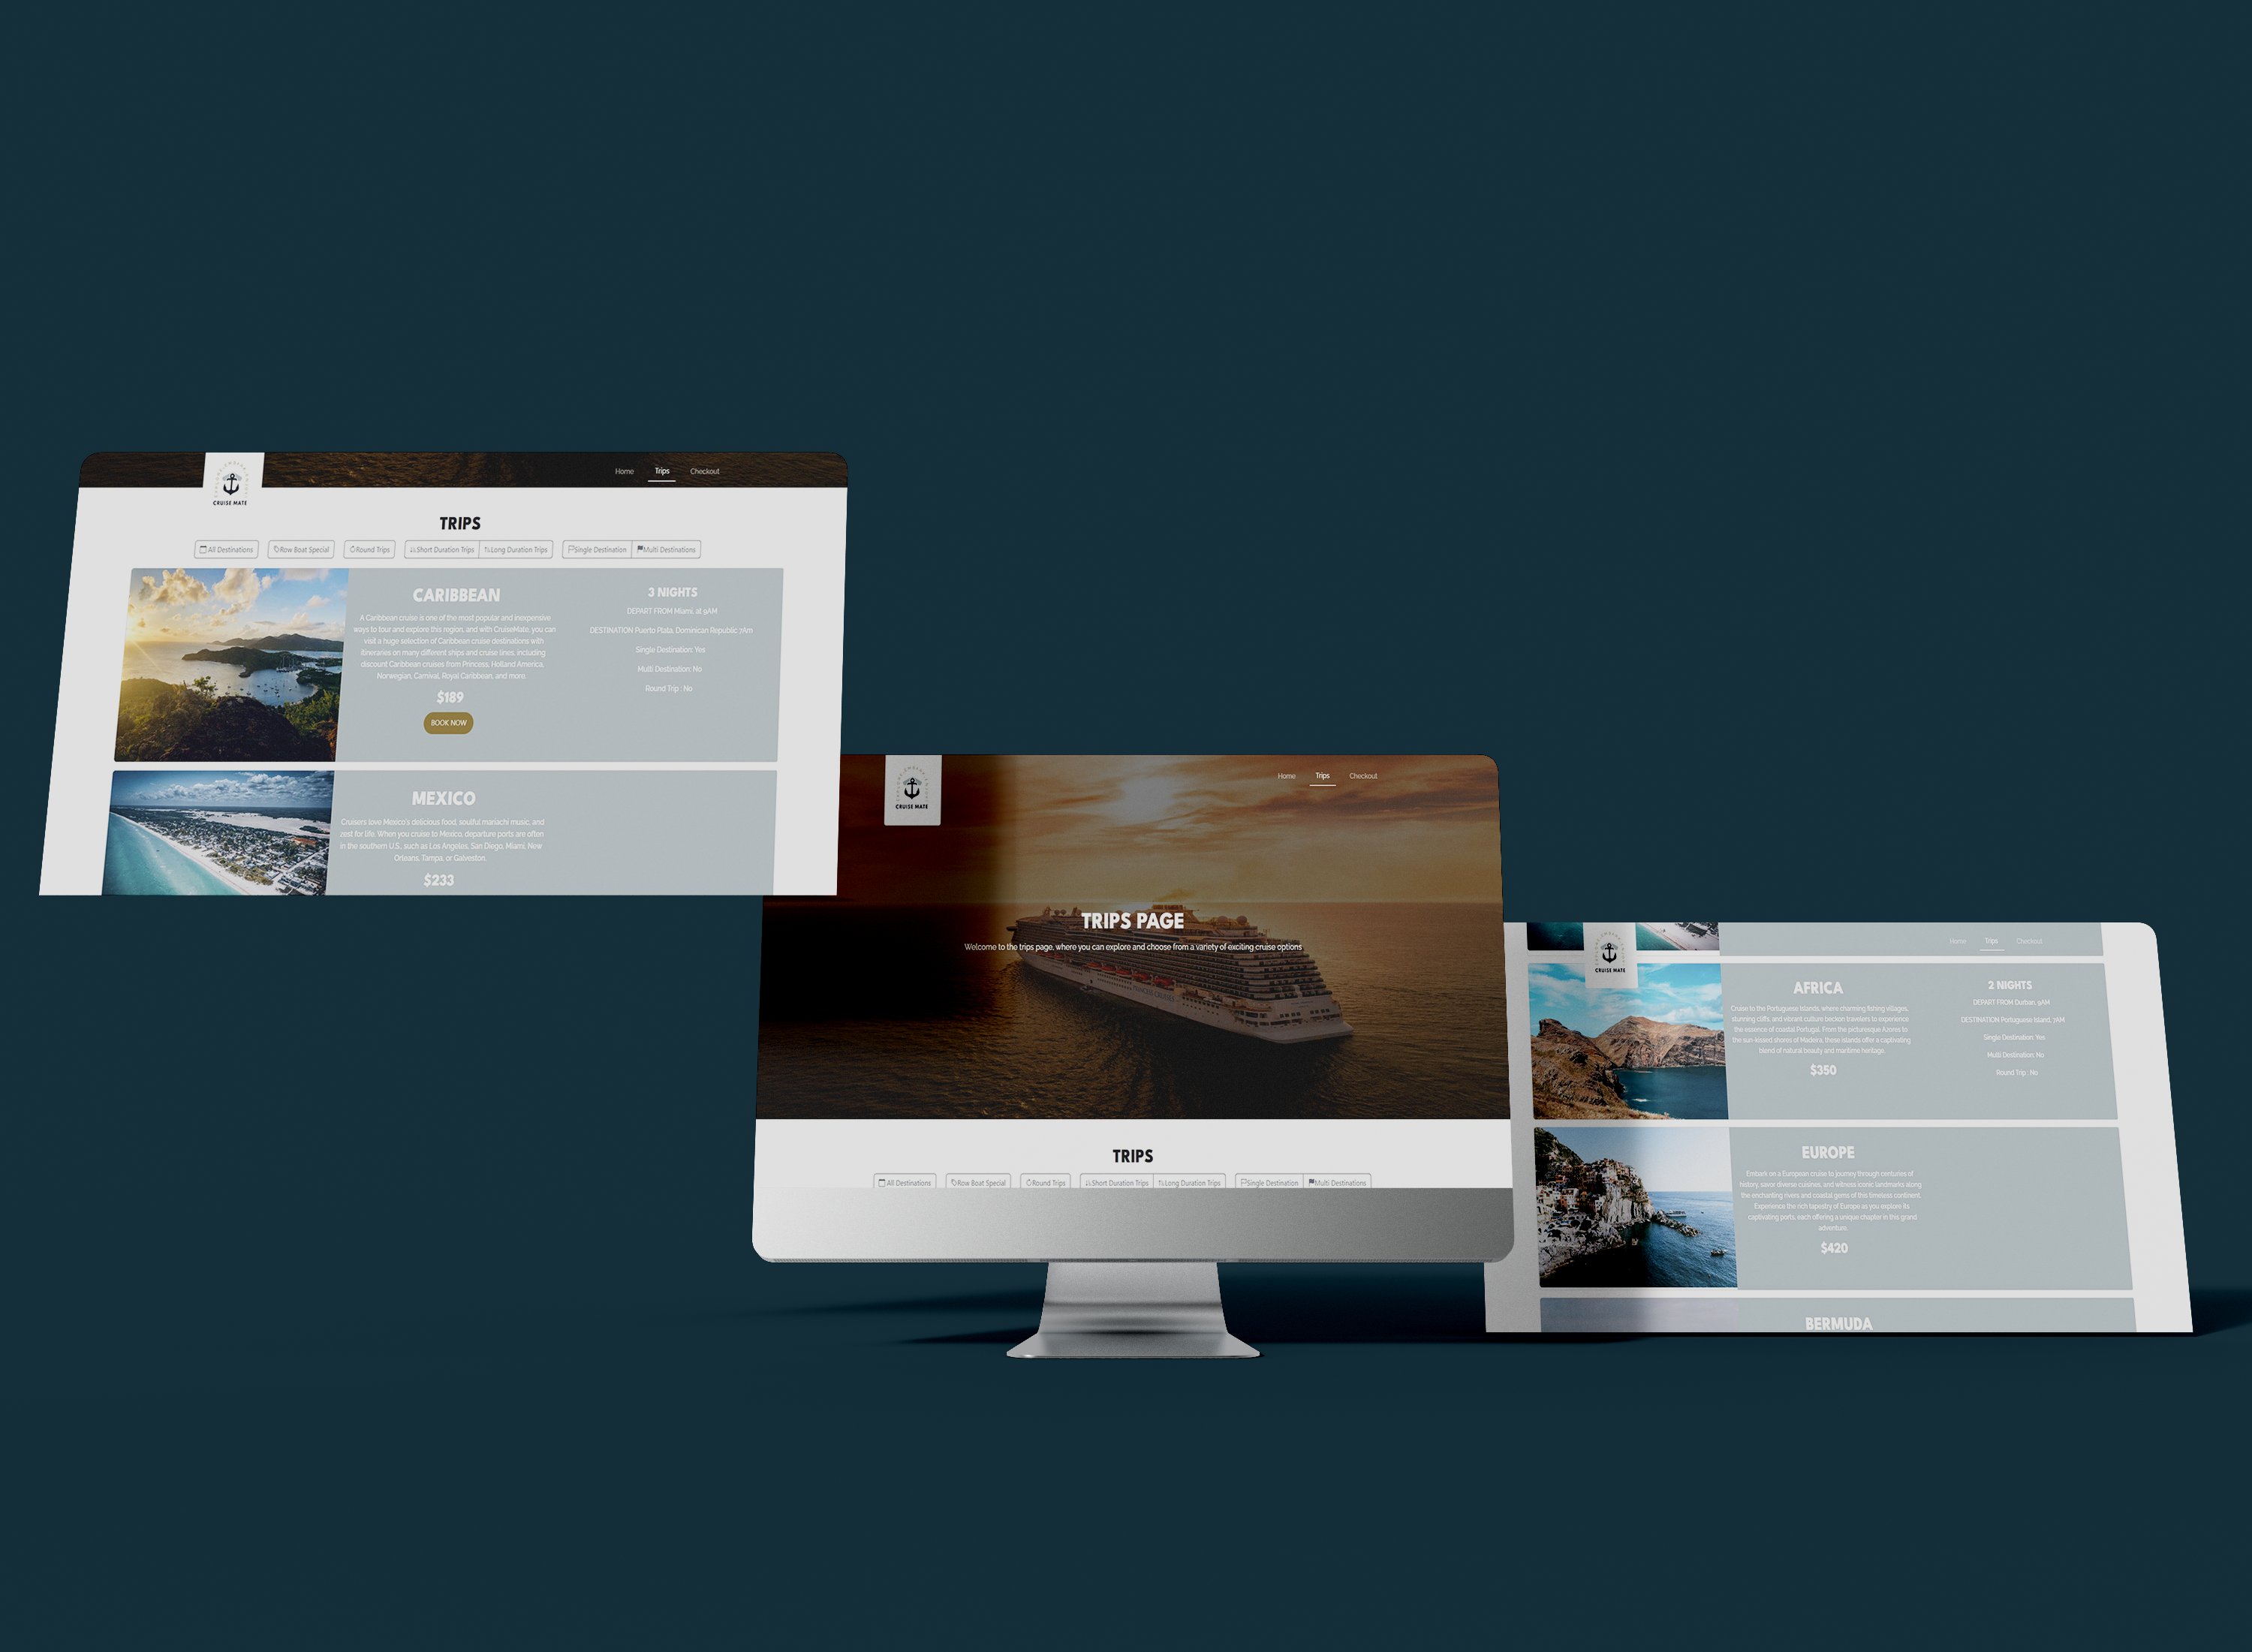 CRUISE MATE
Home Trips Checkout
TRIPS
All Destinations Row Boat Special Round Trips Short Duration Trips Long Duration Trips Single Destination Multi Destinations
CARIBBEAN
A Caribbean cruise is one of the most popular and inexpensive
ways to tour and explore this region, and with CruiseMate, you can
visit a huge selection of Caribbean cruise destinations with
itineraries on many different ships and cruise lines, including
discount Caribbean cruises from Princess, Holland America,
Norwegian, Carnival, Royal Caribbean, and more.
$189
BOOK NOW
3 NIGHTS
DEPART FROM Miami, at 9AM
DESTINATION Puerto Plata, Dominican Republic 7Am
Single Destination: Yes
Multi Destination: No
Round Trip : No
MEXICO
Cruisers love Mexico's delicious food, soulful mariachi music, and
zest for life. When you cruise to Mexico, departure ports are often
in the southern U.S., such as Los Angeles, San Diego, Miami, New
Orleans, Tampa, or Galveston.
$233
CRUISE MATE
Home Trips Checkout
TRIPS PAGE
Welcome to the trips page, where you can explore and choose from a variety of exciting cruise options
TRIPS
All Destinations Row Boat Special Round Trips Short Duration Trips Long Duration Trips Single Destination Multi Destinations
CRUISE MATE
Home Trips Checkout
AFRICA
Cruise to the Portuguese Islands, where charming fishing villages,
stunning cliffs, and vibrant culture beckon travelers to experience
the essence of coastal Portugal. From the picturesque Azores to
the sun-kissed shores of Madeira, these islands offer a captivating
blend of natural beauty and maritime heritage.
$350
2 NIGHTS
DEPART FROM Durban, 9AM
DESTINATION Portuguese Island, 7AM
Single Destination: Yes
Multi Destination: No
Round Trip : No
EUROPE
Embark on a European cruise to journey through centuries of
history, savor diverse cuisines, and witness iconic landmarks along
the enchanting rivers and coastal gems of this timeless continent.
Experience the rich tapestry of Europe as you explore its
captivating ports, each offering a unique chapter in this grand
adventure.
$420
BERMUDA